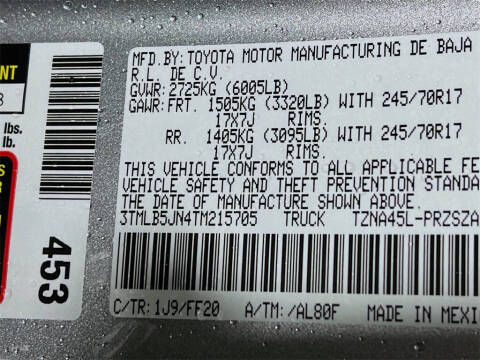 MFD.BY: TOYOTA MOTOR MANUFACTURING DE BAJA
R.L. DE C.V.
GVWR: 2725KG (6005LB)
GAWR: FRT. 1505KG (3320LB) WITH 245/70R17
17X7J RIMS.
RR. 1405KG (3095LB) WITH 245/70R17
17X7J RIMS.
THIS VEHICLE CONFORMS TO ALL APPLICABLE FE
VEHICLE SAFETY AND THEFT PREVENTION STANDA
THE DATE OF MANUFACTURE SHOWN ABOVE.
3TMLB5JN4TM215705 TRUCK TZNA45L-PRZSZA
C/TR: 1J9/FF20 A/TM: /AL80F MADE IN MEXI
NT
lbs.
lb.
453